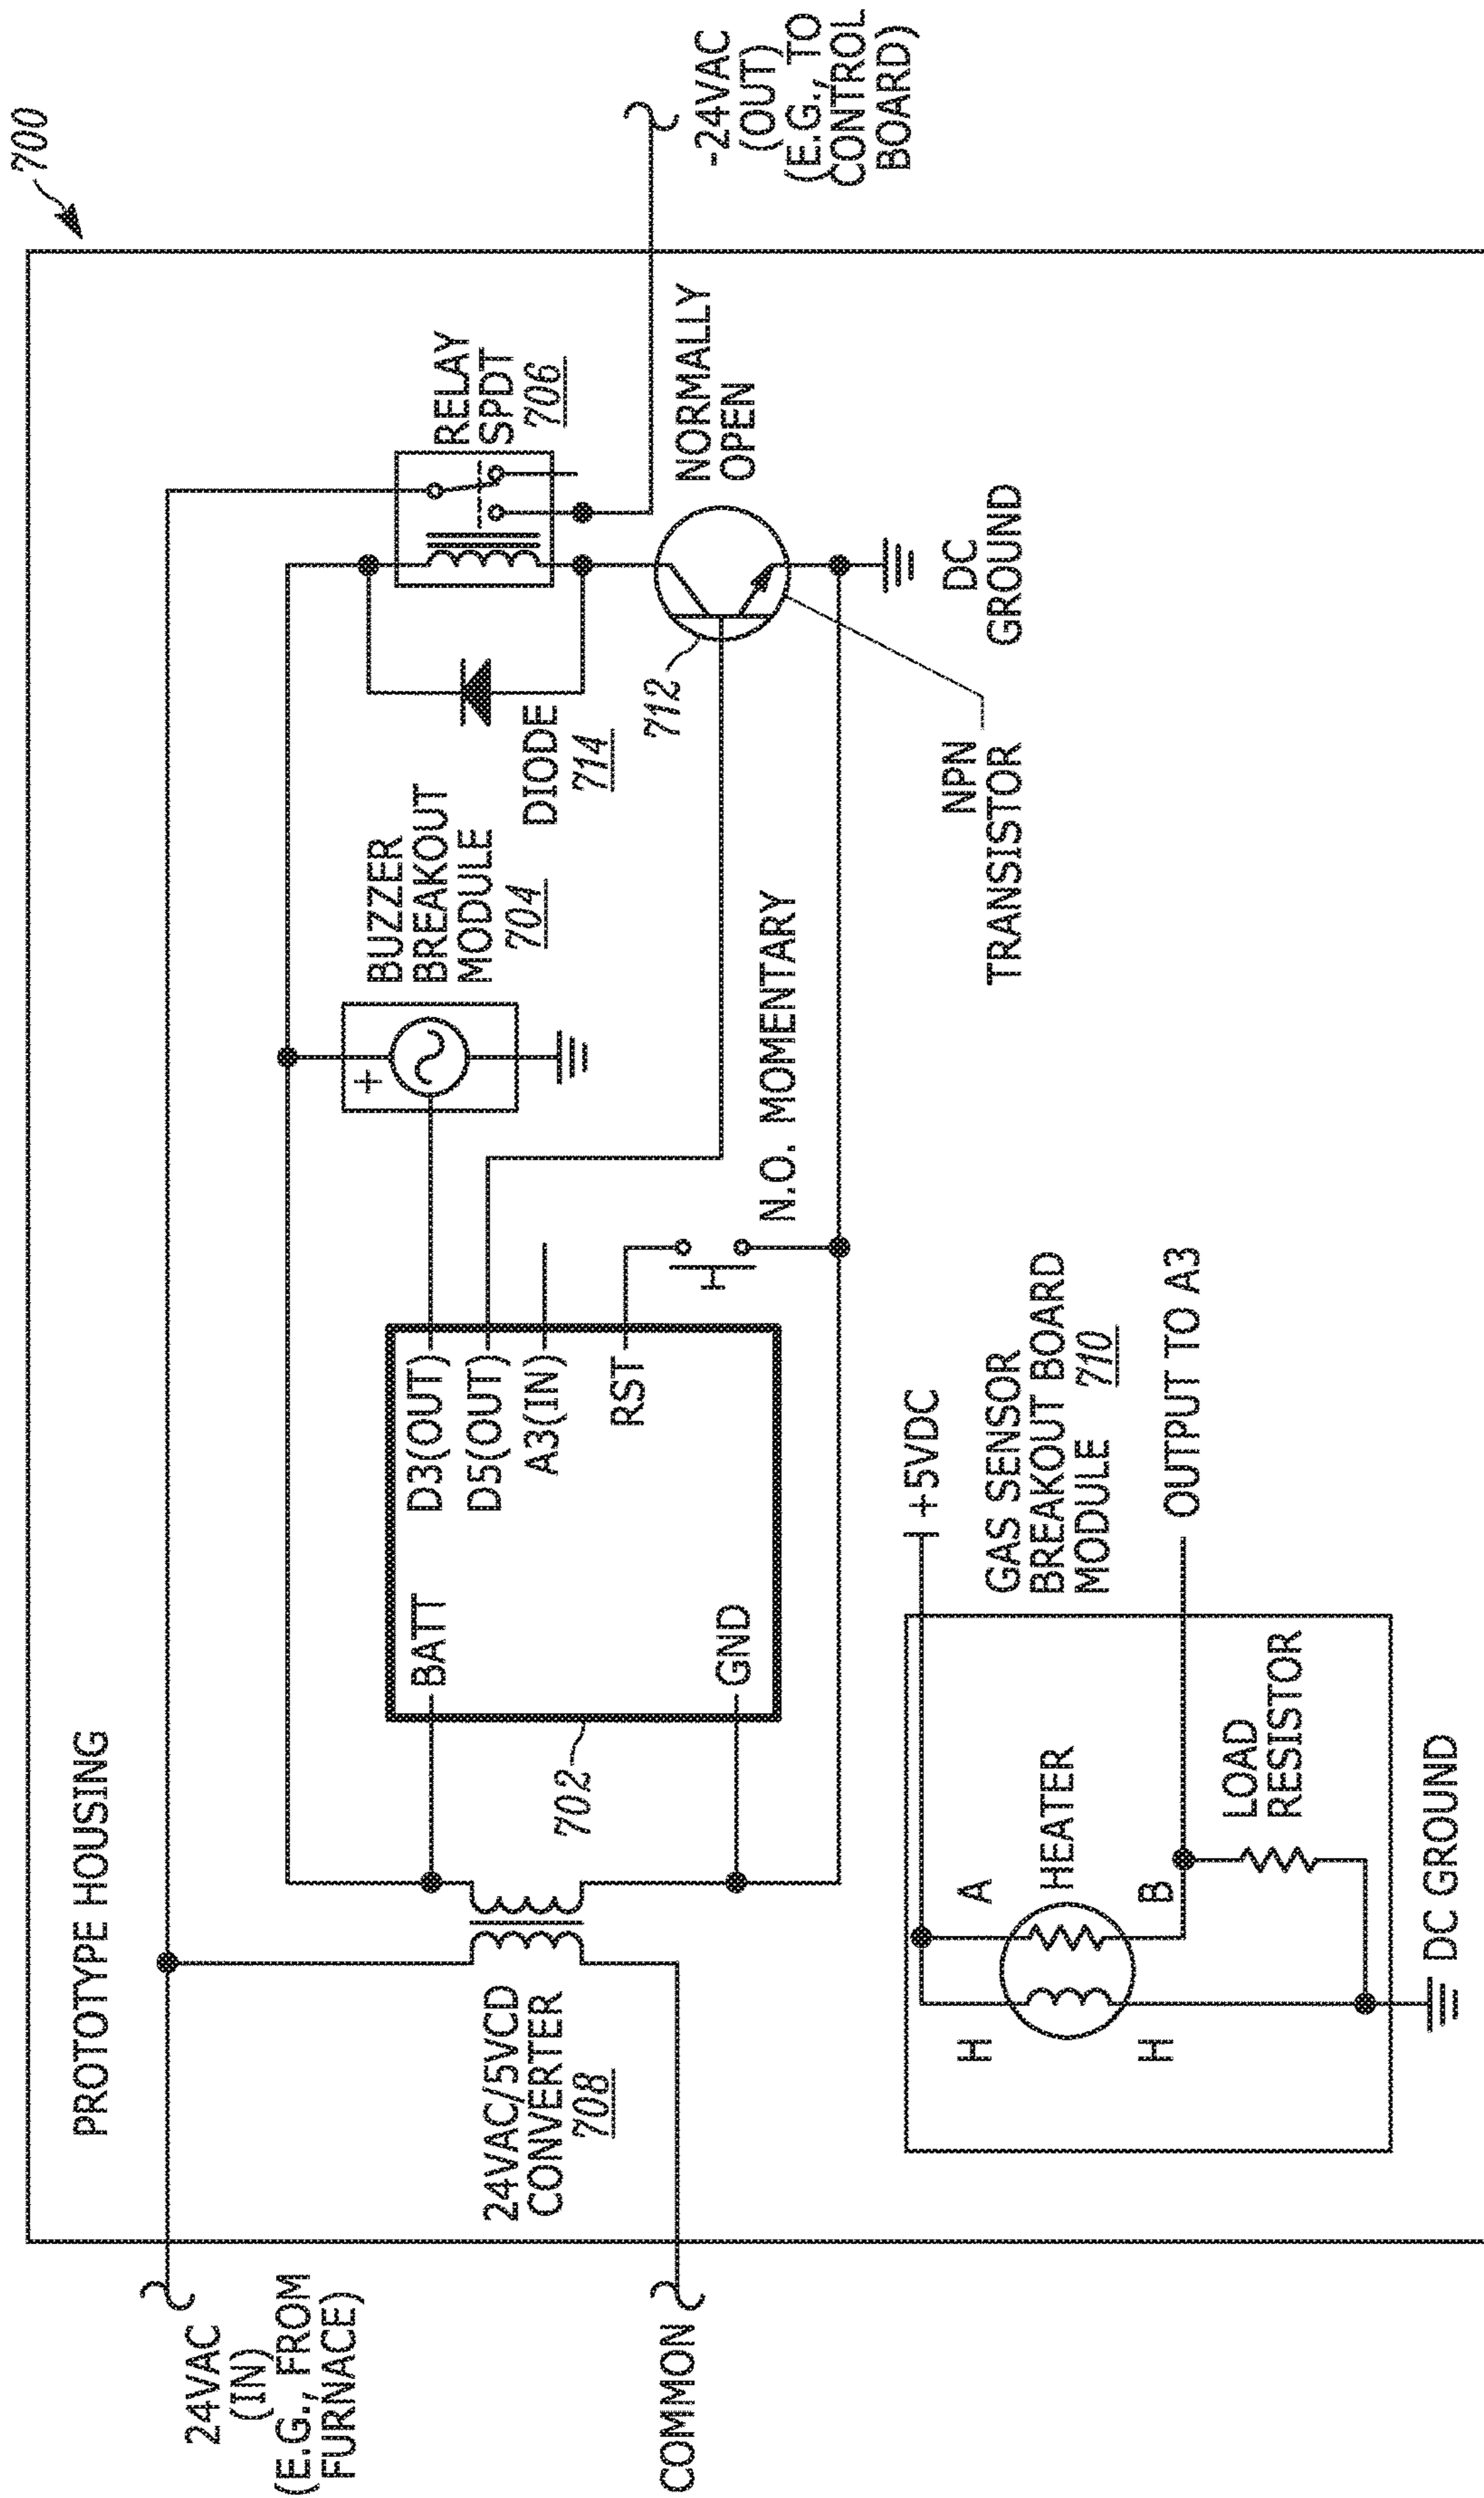 700
PROTOTYPE HOUSING
24VAC
(IN)
(E.G., FROM
FURNACE)
COMMON
24VAC/5VCD
CONVERTER
708
BATT
GND
D3(OUT)
D5(OUT)
A3(IN)
RST
702
N.O. MOMENTARY
+
BUZZER
BREAKOUT
MODULE
704
DIODE
714
RELAY
SPDT
706
712
NORMALLY
OPEN
NPN
TRANSISTOR
DC
GROUND
-24VAC
(OUT)
(E.G., TO
CONTROL
BOARD)
+5VDC
GAS SENSOR
BREAKOUT BOARD
MODULE 710
OUTPUT TO A3
H
A
HEATER
H
B
LOAD
RESISTOR
DC GROUND